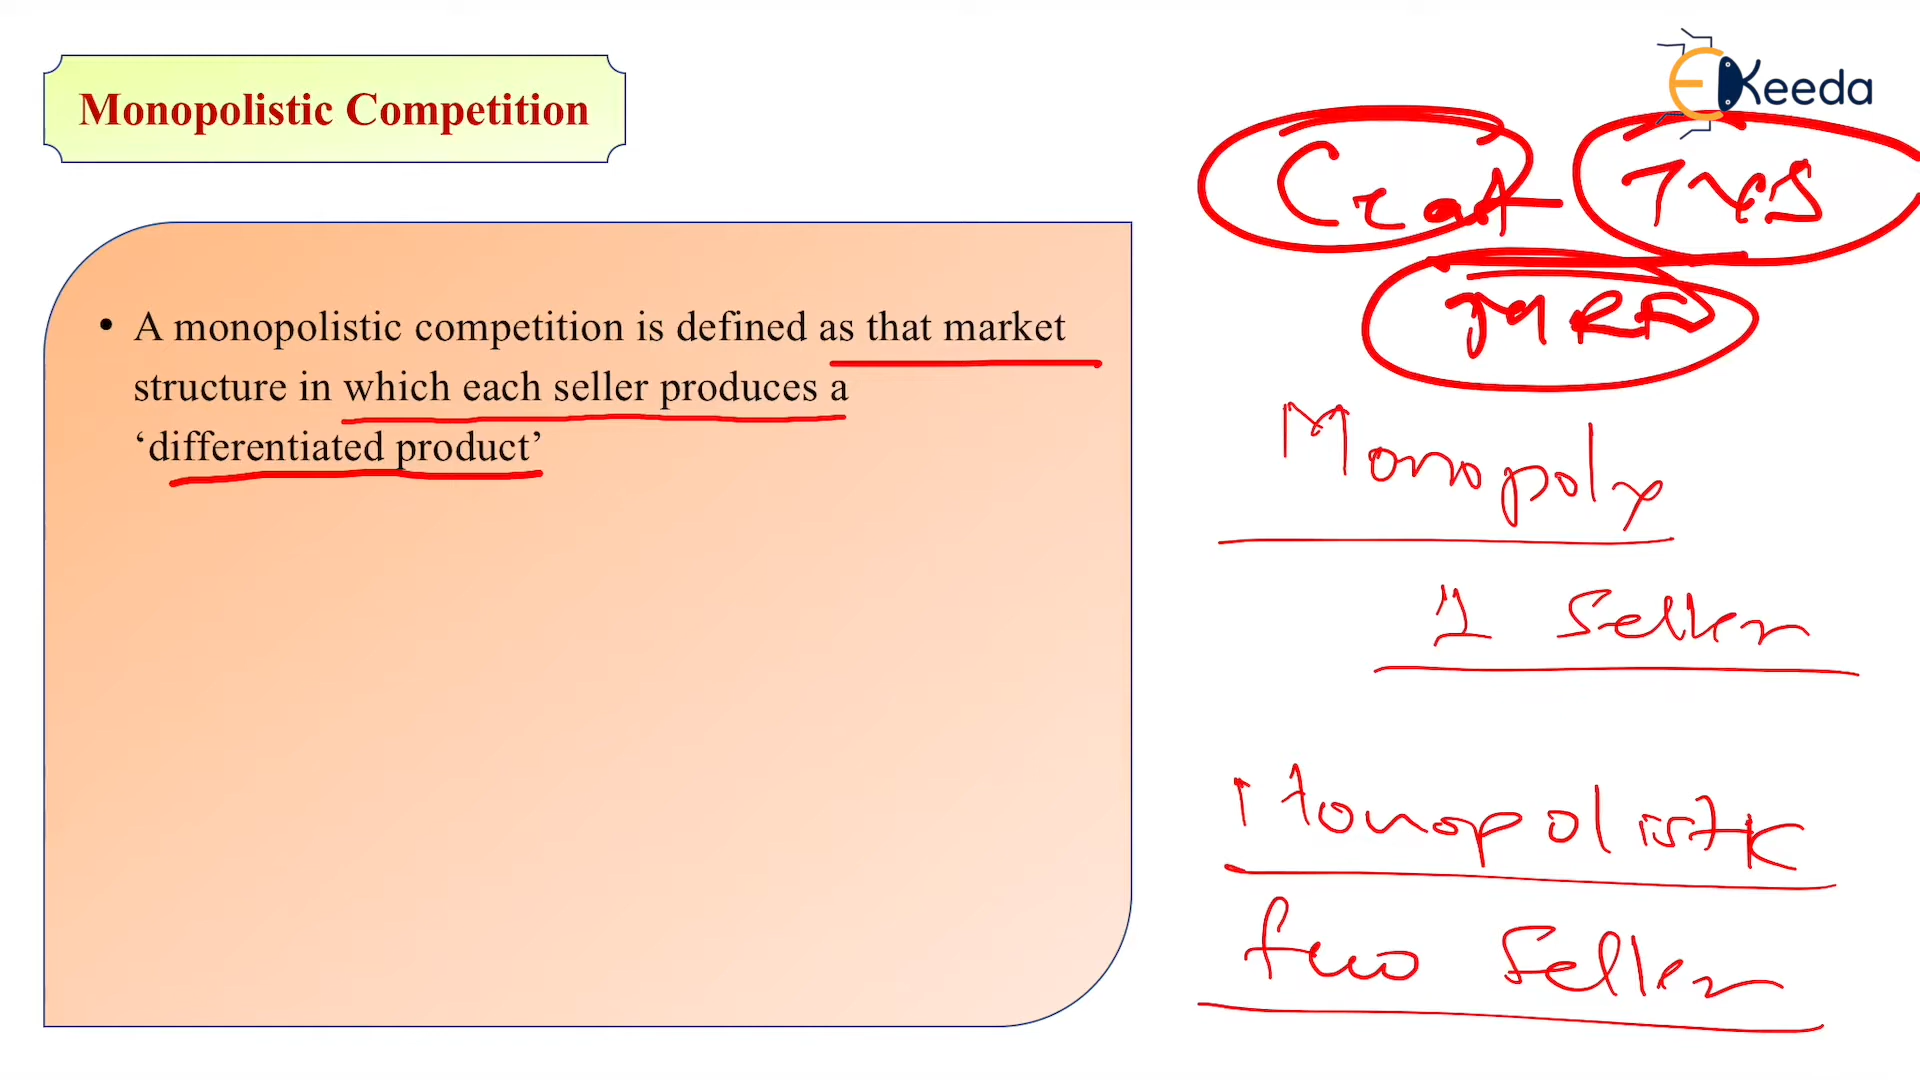 Monopolistic Competition
EKeeda
• A monopolistic competition is defined as that market
structure in which each seller produces a
‘differentiated product’
Ceat TVS
MRF
Monopoly
1 Seller
Monopolistic
few Seller